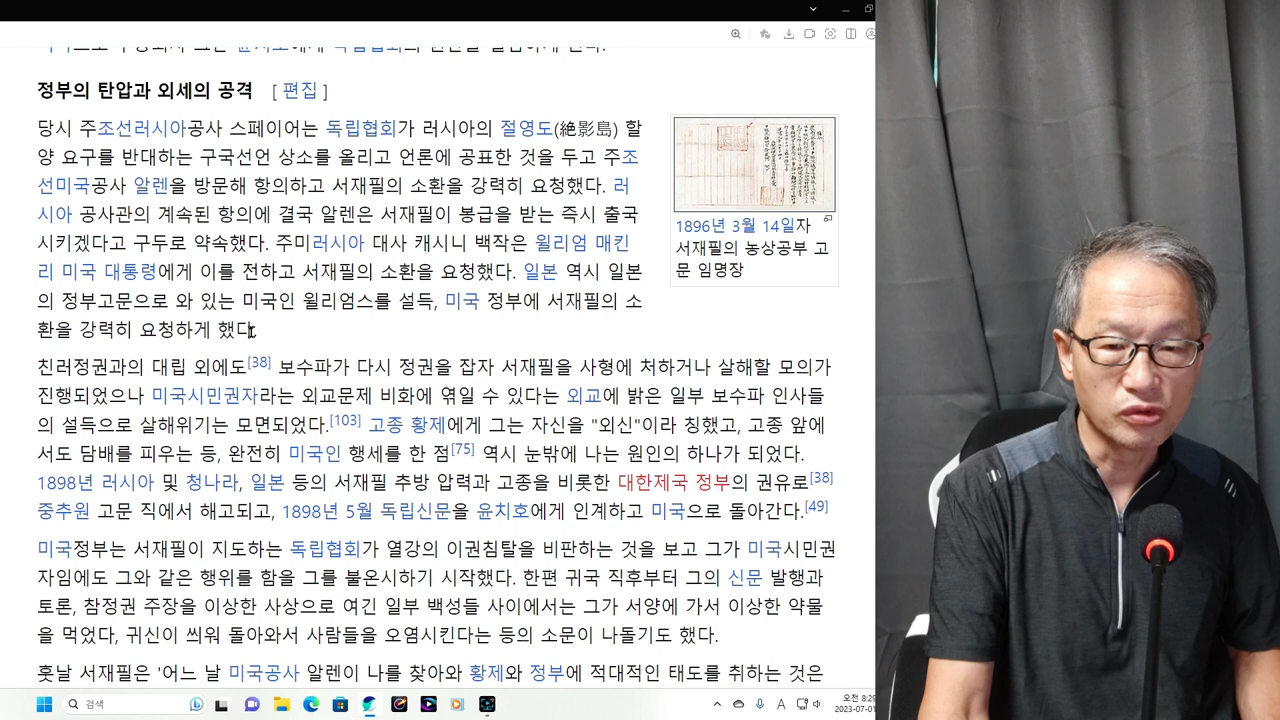 정부의 탄압과 외세의 공격 [ 편집 ]
당시 주조선러시아공사 스페이어는 독립협회가 러시아의 절영도(絶影島) 할
양 요구를 반대하는 구국선언 상소를 올리고 언론에 공표한 것을 두고 주조
선미국공사 알렌을 방문해 항의하고 서재필의 소환을 강력히 요청했다. 러
시아 공사관의 계속된 항의에 결국 알렌은 서재필이 봉급을 받는 즉시 출국
시키겠다고 구두로 약속했다. 주미러시아 대사 캐시니 백작은 윌리엄 매킨
리 미국 대통령에게 이를 전하고 서재필의 소환을 요청했다. 일본 역시 일본
의 정부고문으로 와 있는 미국인 윌리엄스를 설득, 미국 정부에 서재필의 소
환을 강력히 요청하게 했다.
1896년 3월 14일자
서재필의 농상공부 고
문 임명장
친러정권과의 대립 외에도[38] 보수파가 다시 정권을 잡자 서재필을 사형에 처하거나 살해할 모의가
진행되었으나 미국시민권자라는 외교문제 비화에 엮일 수 있다는 외교에 밝은 일부 보수파 인사들
의 설득으로 살해위기는 모면되었다.[103] 고종 황제에게 그는 자신을 "외신"이라 칭했고, 고종 앞에
서도 담배를 피우는 등, 완전히 미국인 행세를 한 점[75] 역시 눈밖에 나는 원인의 하나가 되었다.
1898년 러시아 및 청나라, 일본 등의 서재필 추방 압력과 고종을 비롯한 대한제국 정부의 권유로[38]
중추원 고문 직에서 해고되고, 1898년 5월 독립신문을 윤치호에게 인계하고 미국으로 돌아간다.[49]
미국정부는 서재필이 지도하는 독립협회가 열강의 이권침탈을 비판하는 것을 보고 그가 미국시민권
자임에도 그와 같은 행위를 함을 그를 불온시하기 시작했다. 한편 귀국 직후부터 그의 신문 발행과
토론, 참정권 주장을 이상한 사상으로 여긴 일부 백성들 사이에서는 그가 서양에 가서 이상한 약물
을 먹었다, 귀신이 씌워 돌아와서 사람들을 오염시킨다는 등의 소문이 나돌기도 했다.
훗날 서재필은 '어느 날 미국공사 알렌이 나를 찾아와 황제와 정부에 적대적인 태도를 취하는 것은
검색
A
오전 8:29
2023-07-01